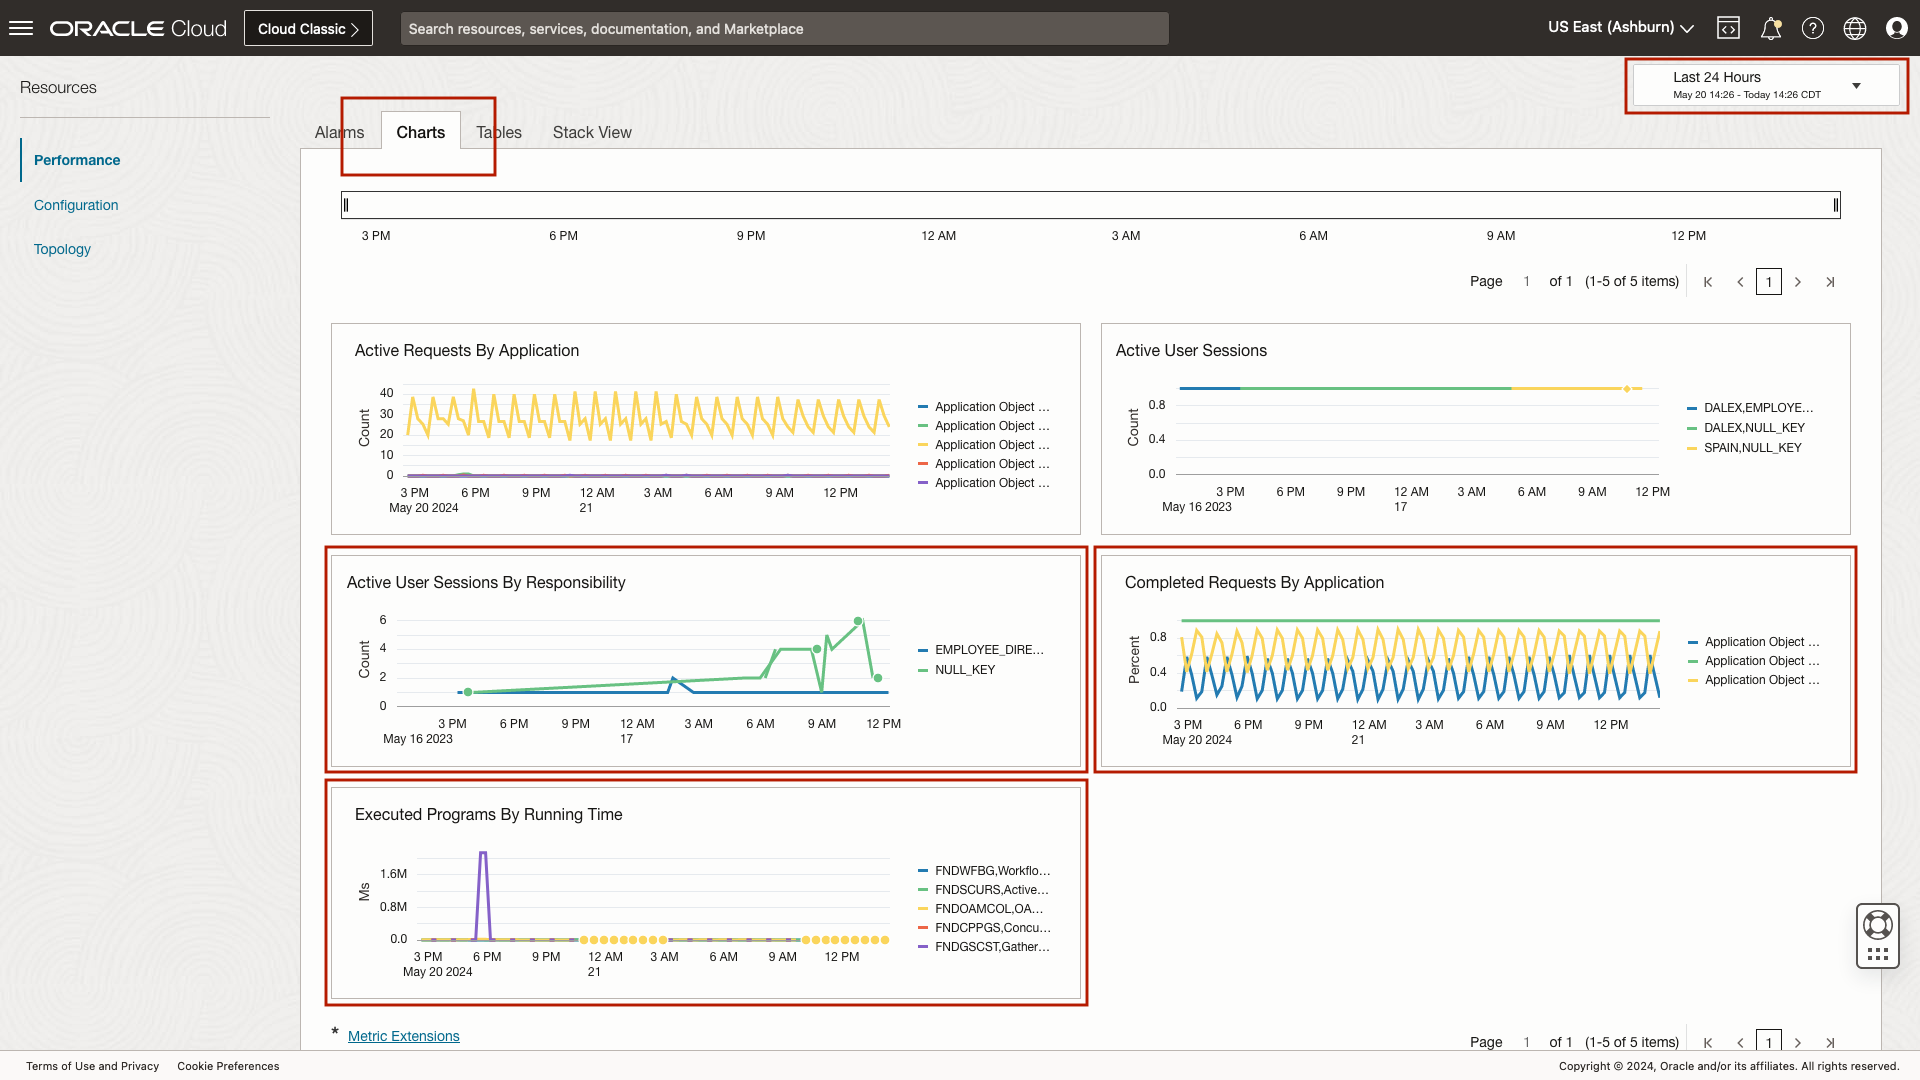 ORACLE Cloud
Cloud Classic
Search resources, services, documentation, and Marketplace
US East (Ashburn)
Resources
Performance
Configuration
Topology
Last 24 Hours
May 20 14:26 - Today 14:26 CDT
Alarms Charts Tables Stack View
3 PM 6 PM 9 PM 12 AM 3 AM 6 AM 9 AM 12 PM
Page 1 of 1 (1-5 of 5 items) 1
Active Requests By Application
Count
40
30
20
10
0
3 PM 6 PM 9 PM 12 AM 3 AM 6 AM 9 AM 12 PM
May 20 2024 21
Application Object ...
Application Object ...
Application Object ...
Application Object ...
Application Object ...
Active User Sessions
Count
0.8
0.4
0.0
3 PM 6 PM 9 PM 12 AM 3 AM 6 AM 9 AM 12 PM
May 16 2023 17
DALEX,EMPLOYE...
DALEX,NULL_KEY
SPAIN,NULL_KEY
Active User Sessions By Responsibility
Count
6
4
2
0
3 PM 6 PM 9 PM 12 AM 3 AM 6 AM 9 AM 12 PM
May 16 2023 17
EMPLOYEE_DIRE...
NULL_KEY
Completed Requests By Application
Percent
0.8
0.4
0.0
3 PM 6 PM 9 PM 12 AM 3 AM 6 AM 9 AM 12 PM
May 20 2024 21
Application Object ...
Application Object ...
Application Object ...
Executed Programs By Running Time
Ms
1.6M
0.8M
0.0
3 PM 6 PM 9 PM 12 AM 3 AM 6 AM 9 AM 12 PM
May 20 2024 21
FNDWFBG,Workflo...
FNDSCURS,Active...
FNDOAMCOL,OA...
FNDCPPGS,Concu...
FNDGSCST,Gather...
* Metric Extensions
Page 1 of 1 (1-5 of 5 items) 1
Terms of Use and Privacy Cookie Preferences
Copyright © 2024, Oracle and/or its affiliates. All rights reserved.